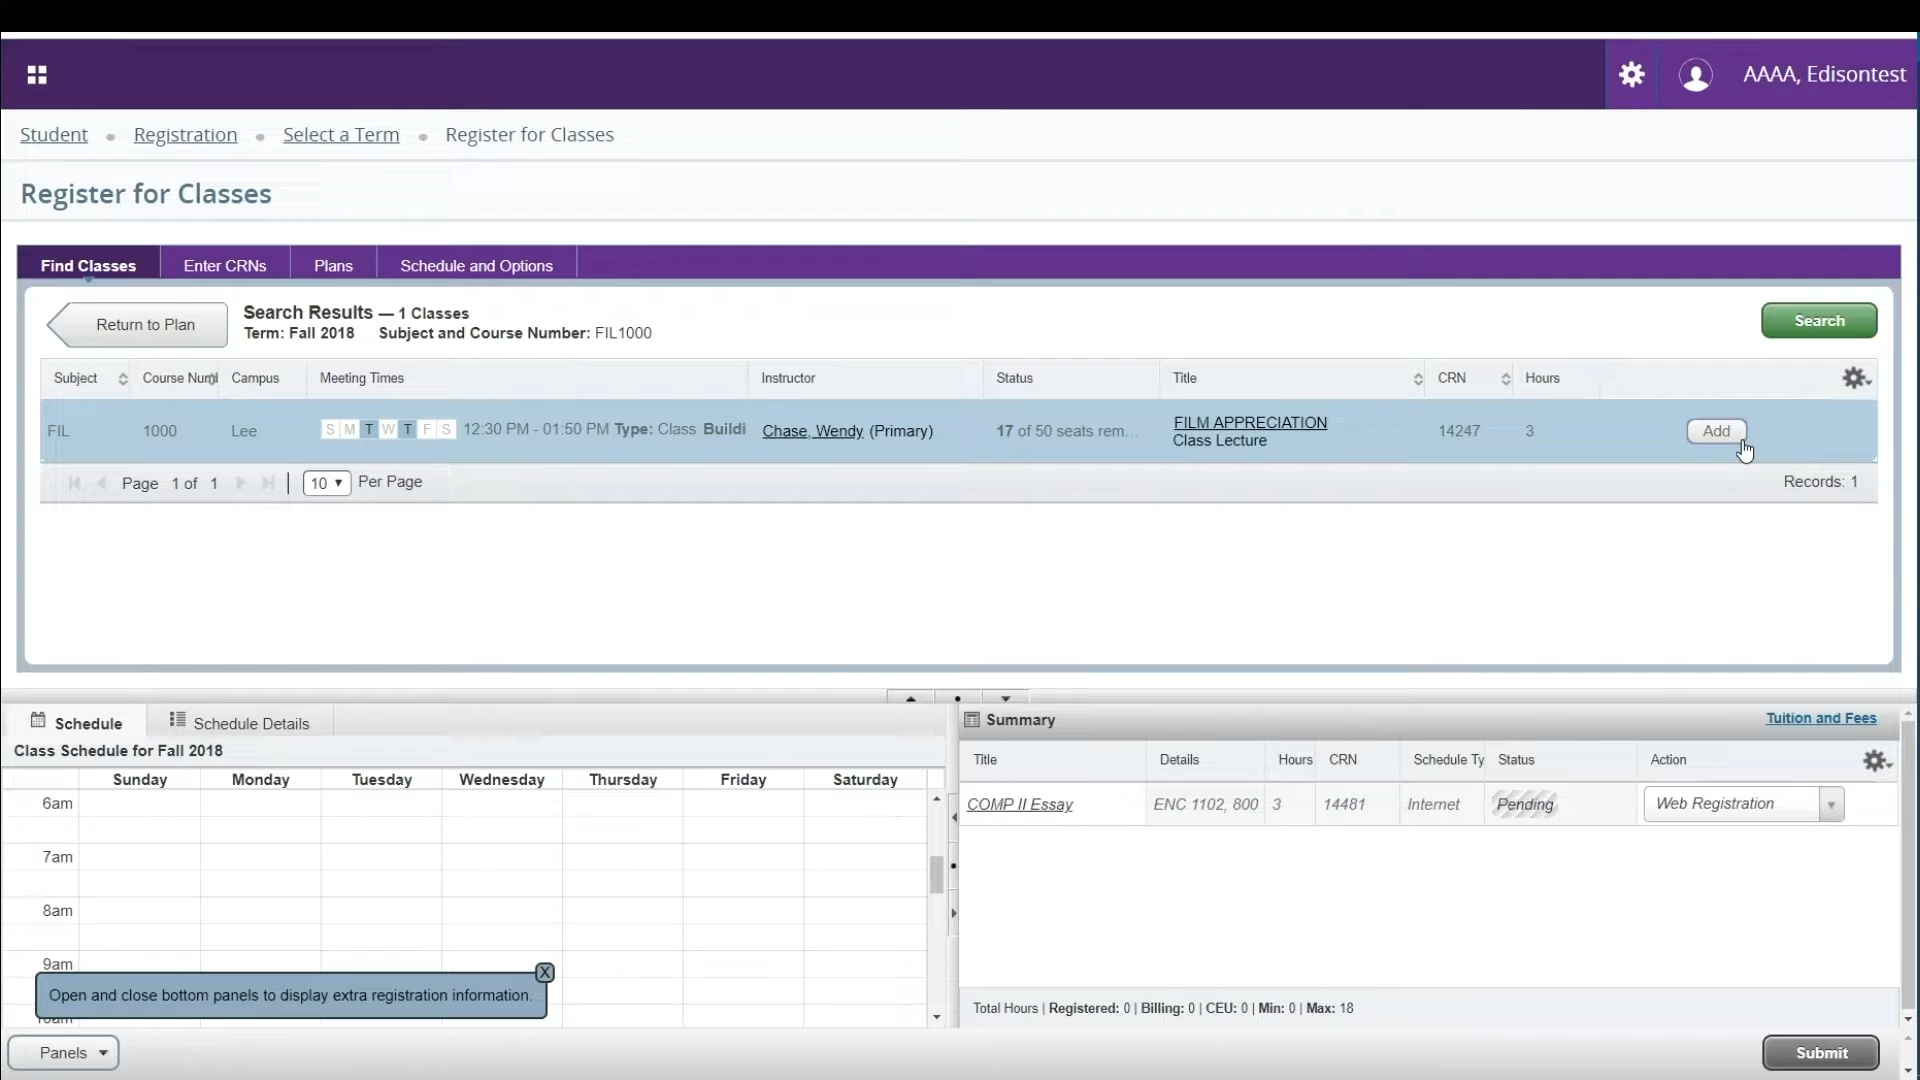 AAAA, Edisontest
Student • Registration • Select a Term • Register for Classes
Register for Classes
Find Classes Enter CRNs Plans Schedule and Options
Return to Plan
Search Results — 1 Classes
Term: Fall 2018 Subject and Course Number: FIL1000
Search
Subject Course Num Campus Meeting Times Instructor Status Title CRN Hours
FIL 1000 Lee S M T W T F S 12:30 PM - 01:50 PM Type: Class Buildi Chase, Wendy (Primary) 17 of 50 seats rem... FILM APPRECIATION 14247 3 Add
Class Lecture
Page 1 of 1 | 10 Per Page Records: 1
Schedule Schedule Details
Class Schedule for Fall 2018
Sunday Monday Tuesday Wednesday Thursday Friday Saturday
6am
7am
8am
9am
X
Open and close bottom panels to display extra registration information.
10am
Summary Tuition and Fees
Title Details Hours CRN Schedule Ty Status Action
COMP II Essay ENC 1102, 800 3 14481 Internet Pending Web Registration
Total Hours | Registered: 0 | Billing: 0 | CEU: 0 | Min: 0 | Max: 18
Panels Submit